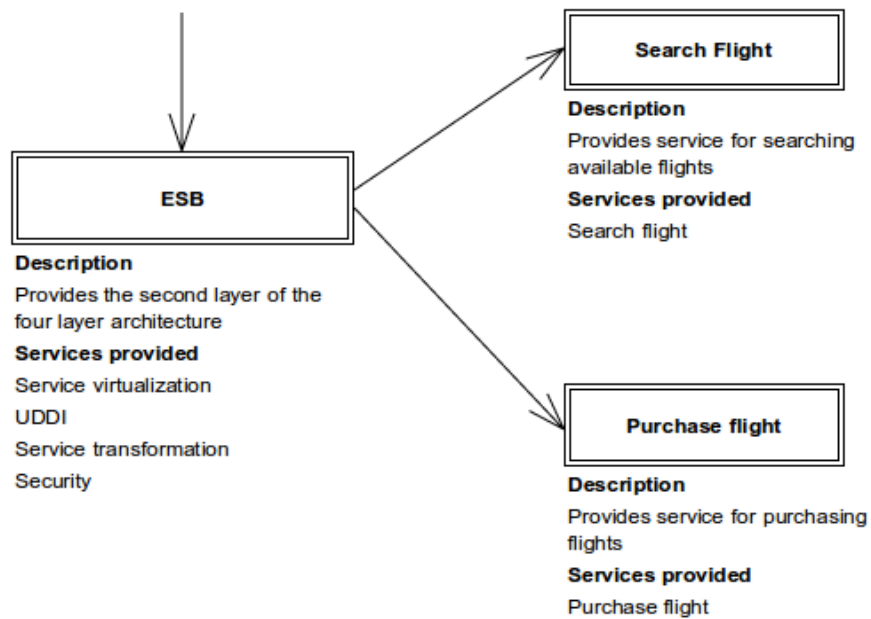 ESB
Description
Provides the second layer of the
four layer architecture
Services provided
Service virtualization
UDDI
Service transformation
Security
Search Flight
Description
Provides service for searching
available flights
Services provided
Search flight
Purchase flight
Description
Provides service for purchasing
flights
Services provided
Purchase flight